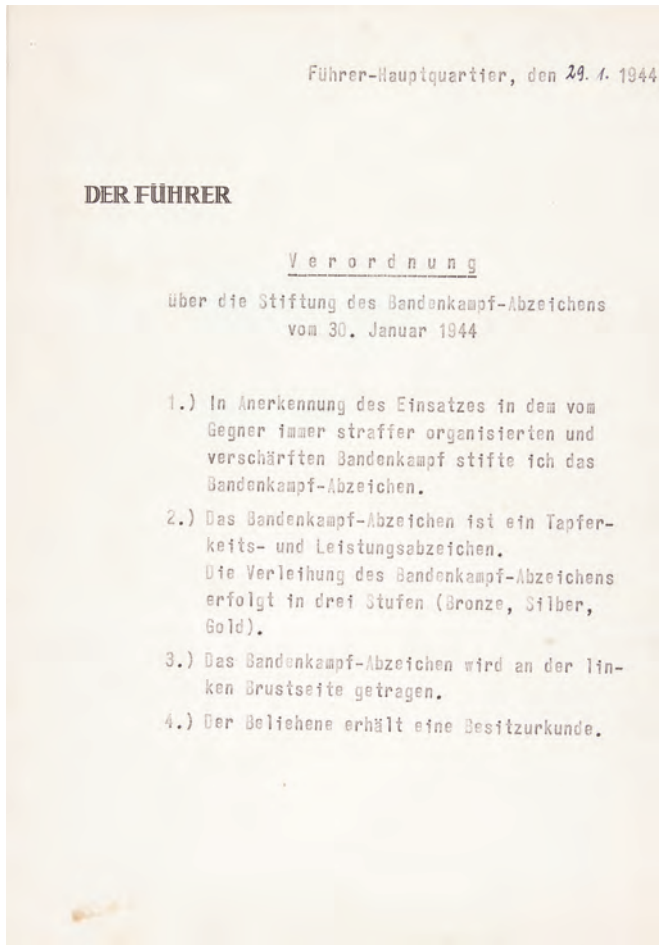 Führer-Hauptquartier, den 29. 1. 1944
DER FÜHRER
Verordnung
über die Stiftung des Bandenkampf-Abzeichens
vom 30. Januar 1944
1.) In Anerkennung des Einsatzes in dem vom
Gegner immer straffer organisierten und
verschärften Bandenkampf stifte ich das
Bandenkampf-Abzeichen.
2.) Das Bandenkampf-Abzeichen ist ein Tapfer-
keits- und Leistungsabzeichen.
Die Verleihung des Bandenkampf-Abzeichens
erfolgt in drei Stufen (Bronze, Silber,
Gold).
3.) Das Bandenkampf-Abzeichen wird an der lin-
ken Brustseite getragen.
4.) Der Beliehene erhält eine Besitzurkunde.